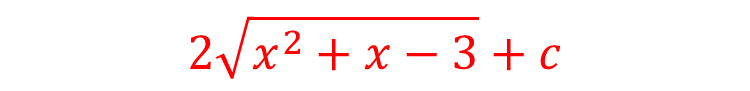 2√(x² + x − 3) + c